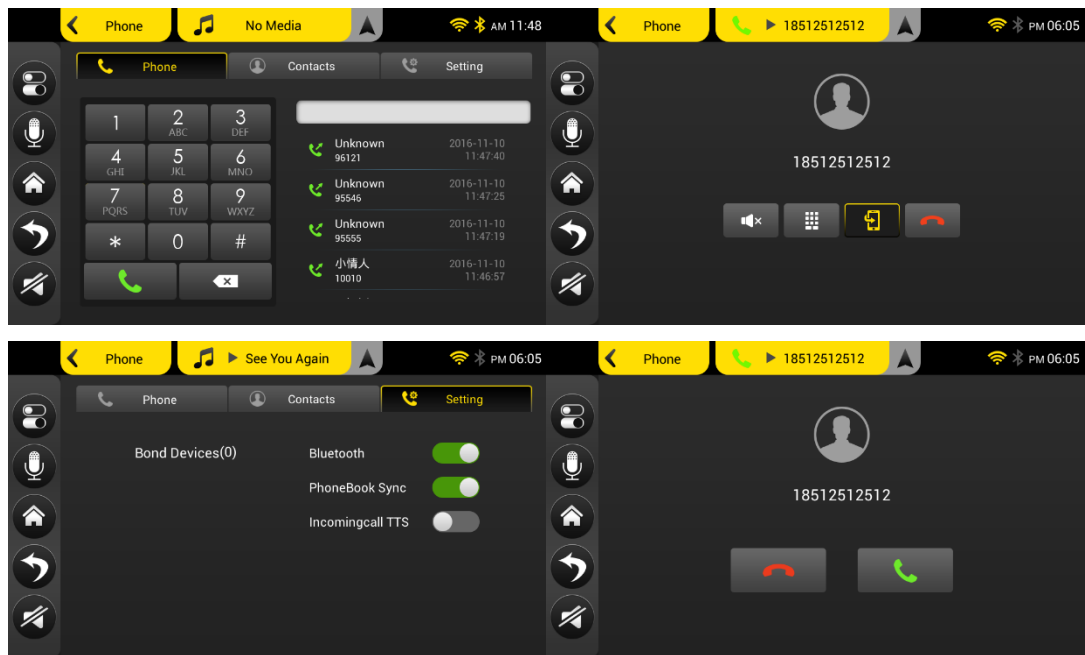 Phone
No Media
AM 11:48
Phone
Contacts
Setting
1
2
ABC
3
DEF
4
GHI
5
JKL
6
MNO
7
PQRS
8
TUV
9
WXYZ
*
0
#
Unknown
2016-11-10
96121
11:47:40
Unknown
2016-11-10
95546
11:47:25
Unknown
2016-11-10
95555
11:47:19
小情人
2016-11-10
10010
11:46:57
Phone
18512512512
PM 06:05
18512512512
Phone
See You Again
PM 06:05
Phone
Contacts
Setting
Bond Devices(0)
Bluetooth
PhoneBook Sync
Incomingcall TTS
Phone
18512512512
PM 06:05
18512512512